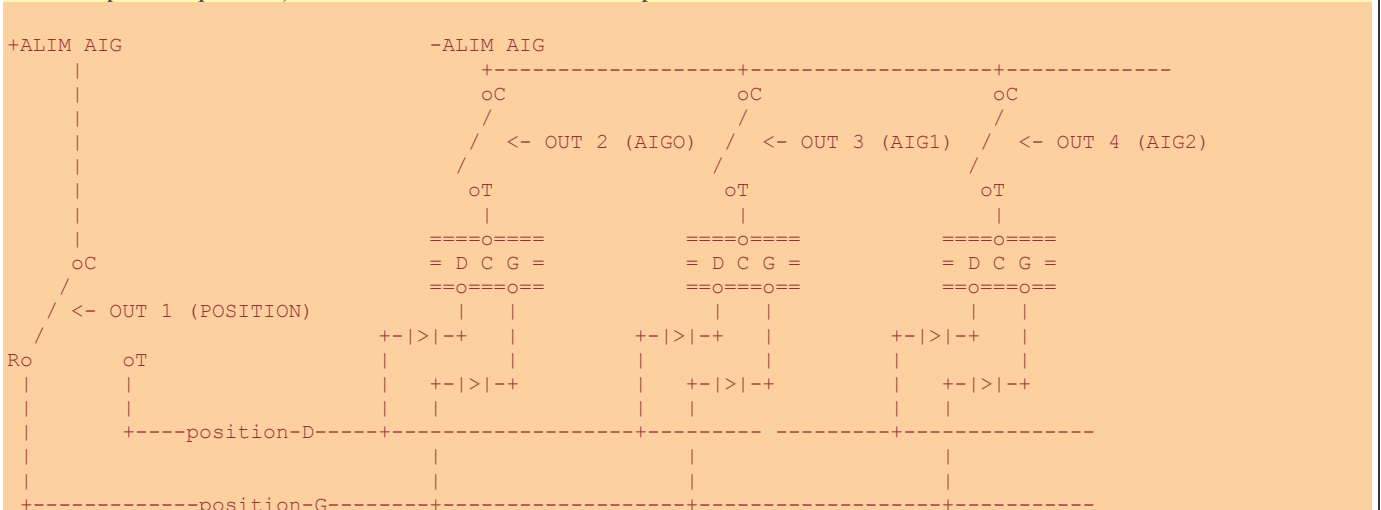 +ALIM AIG                         -ALIM AIG
     |                               +-------------------+-------------------+-------------
     |                               oC                  oC                  oC
     |                               /                   /                   /
     |                              /  <- OUT 2 (AIGO)  /  <- OUT 3 (AIG1)  /  <- OUT 4 (AIG2)
     |                             /                   /                   /
     |                              oT                  oT                  oT
     |                               |                   |                   |
     |                           ====o====           ====o====           ====o====
     oC                          = D C G =           = D C G =           = D C G =
    /                            ==o===o==           ==o===o==           ==o===o==
   / <- OUT 1 (POSITION)           |   |               |   |               |   |
  /                          +-|>|-+   |         +-|>|-+   |         +-|>|-+   |
Ro       oT                  |         |         |         |         |         |
 |       |                   |   +-|>|-+         |   +-|>|-+         |   +-|>|-+
 |       |                   |   |               |   |               |   |
 |       +----position-D-----+-------------------+--------- ---------+---------------
 |                               |                   |                   |
 |                               |                   |                   |
 +-------------position-G--------+-------------------+-------------------+-----------